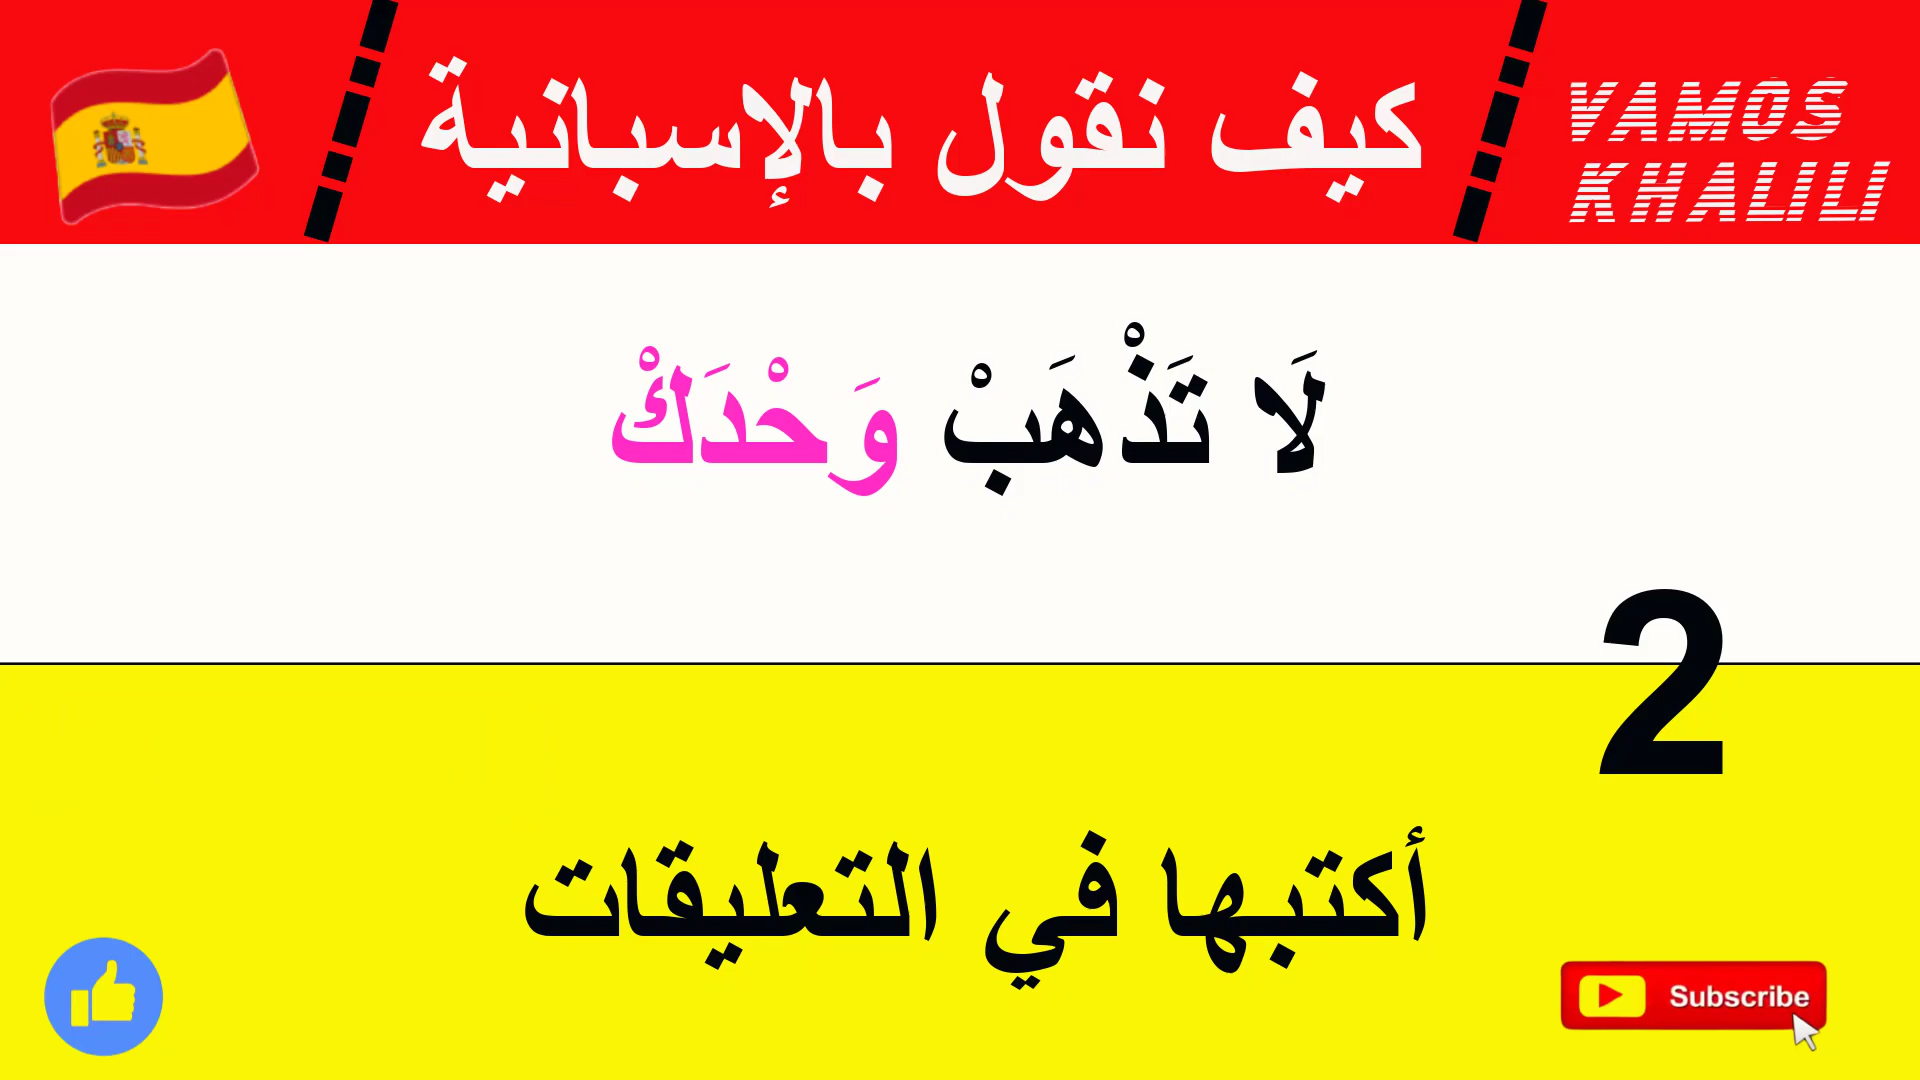 كيف نقول بالإسبانية
VAMOS
KHALILI
لَا تَذْهَبْ وَحْدَكْ
2
أكتبها في التعليقات
Subscribe